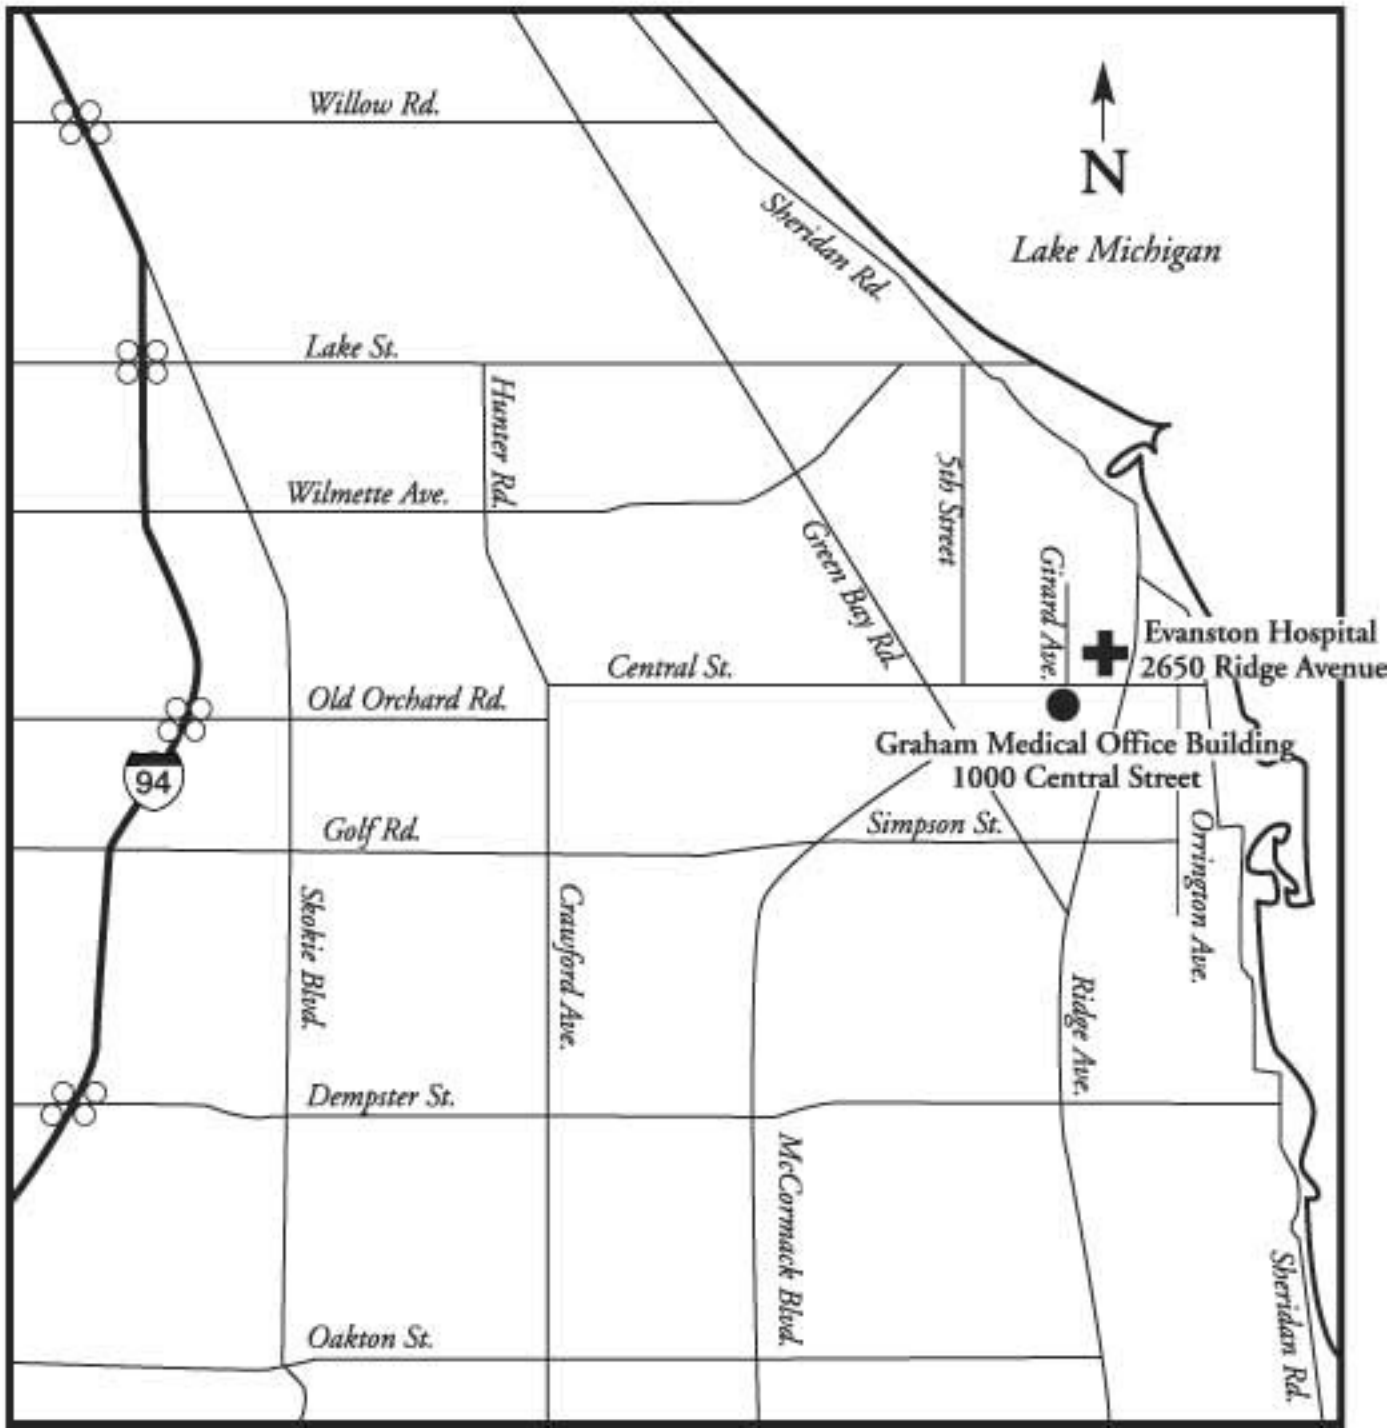 Willow Rd.
N
Sheridan Rd.
Lake Michigan
Lake St.
Hunter Rd.
Wilmette Ave.
5th Street
Green Bay Rd.
Girard Ave.
Evanston Hospital
2650 Ridge Avenue
Central St.
Old Orchard Rd.
Graham Medical Office Building
1000 Central Street
94
Golf Rd.
Simpson St.
Orrington Ave.
Skokie Blvd.
Crawford Ave.
Ridge Ave.
Dempster St.
McCormack Blvd.
Sheridan Rd.
Oakton St.